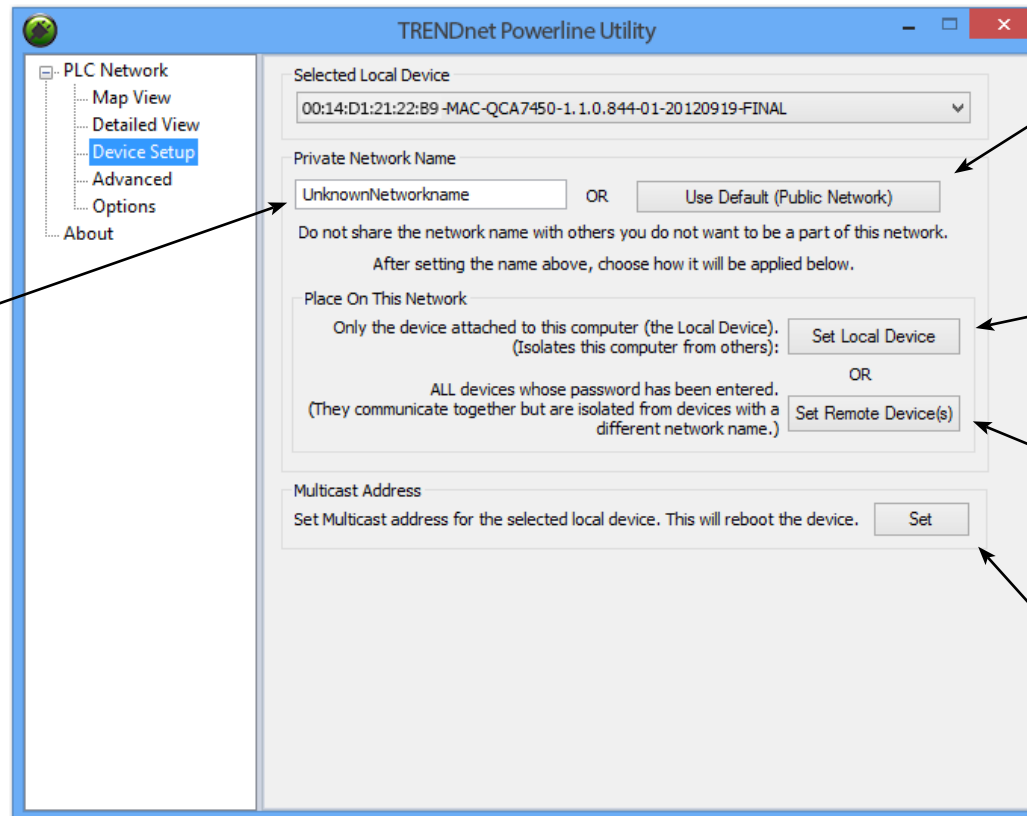 TRENDnet Powerline Utility
PLC Network
Map View
Detailed View
Device Setup
Advanced
Options
About
Selected Local Device
00:14:D1:21:22:B9 -MAC-QCA7450-1.1.0.844-01-20120919-FINAL
Private Network Name
UnknownNetworkname OR Use Default (Public Network)
Do not share the network name with others you do not want to be a part of this network.
After setting the name above, choose how it will be applied below.
Place On This Network
Only the device attached to this computer (the Local Device).
(Isolates this computer from others):
Set Local Device
OR
ALL devices whose password has been entered.
(They communicate together but are isolated from devices with a
different network name.)
Set Remote Device(s)
Multicast Address
Set Multicast address for the selected local device. This will reboot the device. Set